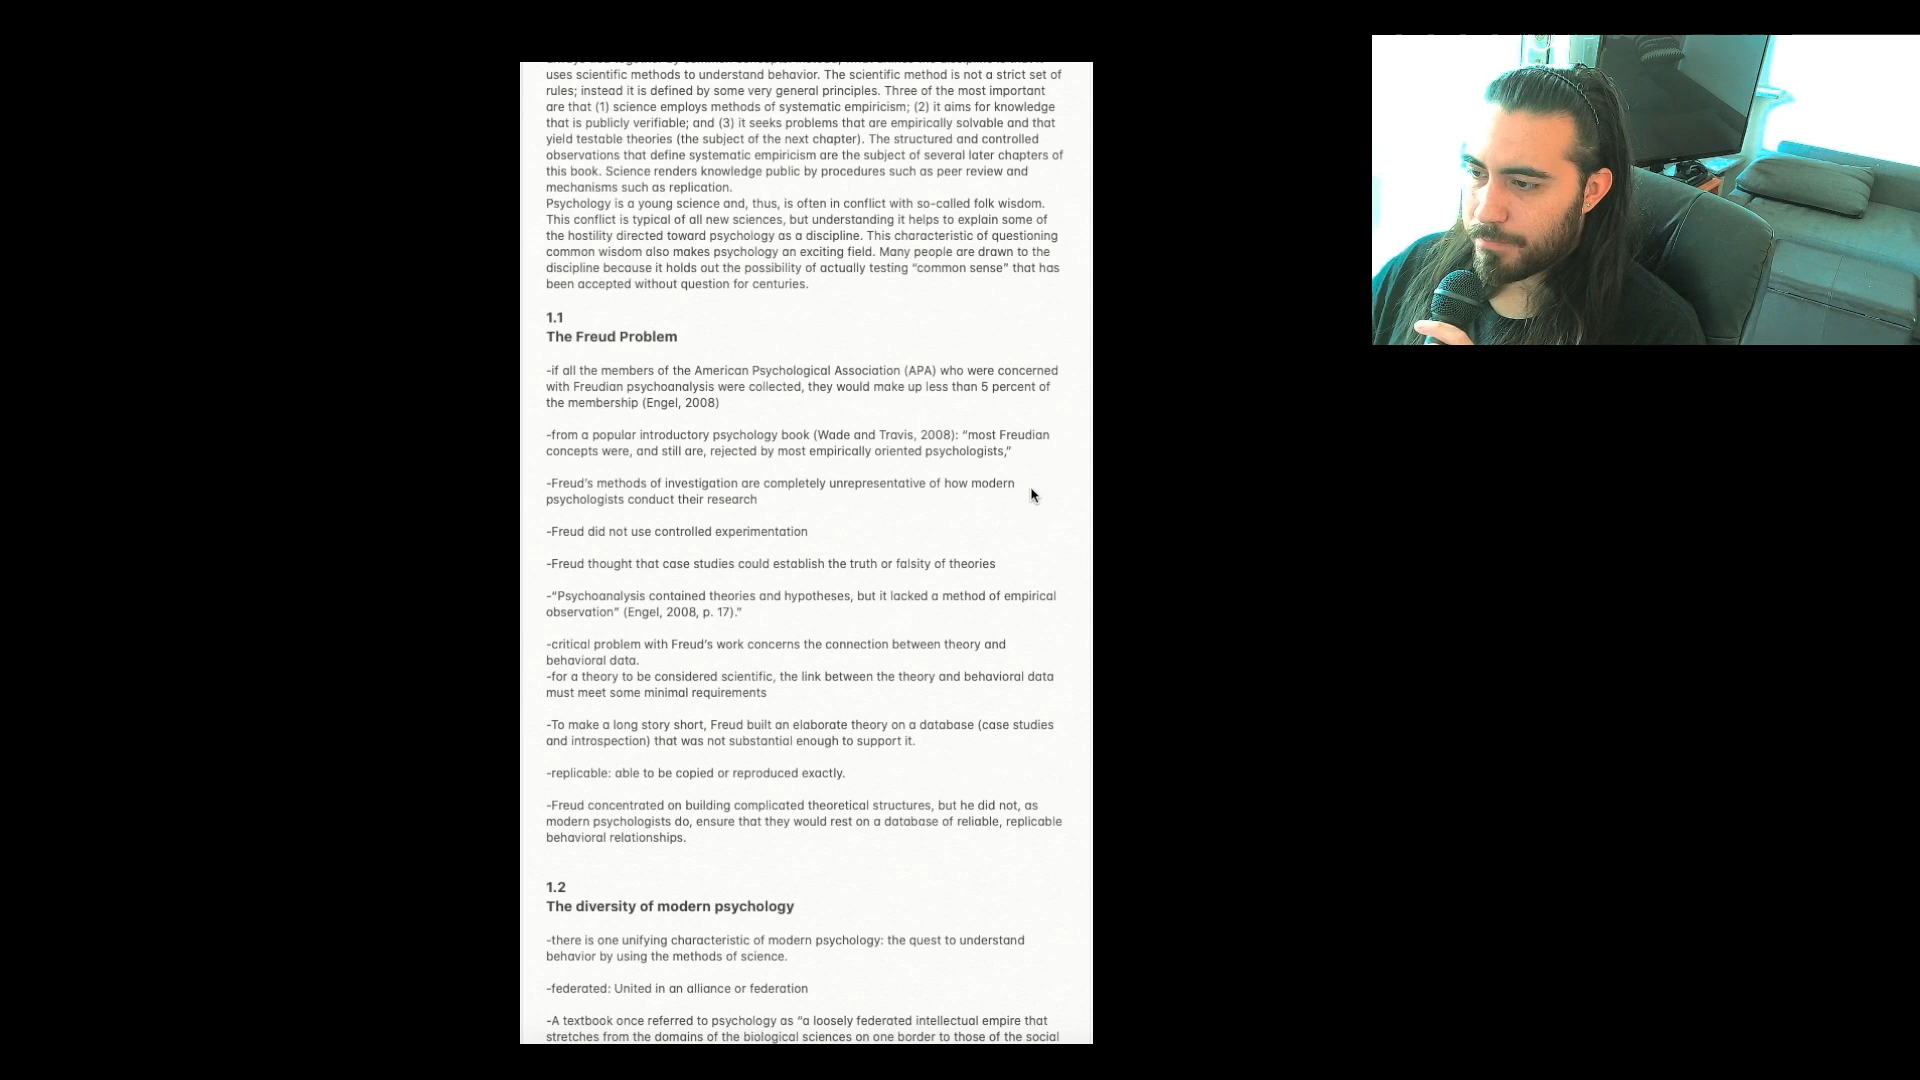 uses scientific methods to understand behavior. The scientific method is not a strict set of
rules; instead it is defined by some very general principles. Three of the most important
are that (1) science employs methods of systematic empiricism; (2) it aims for knowledge
that is publicly verifiable; and (3) it seeks problems that are empirically solvable and that
yield testable theories (the subject of the next chapter). The structured and controlled
observations that define systematic empiricism are the subject of several later chapters of
this book. Science renders knowledge public by procedures such as peer review and
mechanisms such as replication.
Psychology is a young science and, thus, is often in conflict with so-called folk wisdom.
This conflict is typical of all new sciences, but understanding it helps to explain some of
the hostility directed toward psychology as a discipline. This characteristic of questioning
common wisdom also makes psychology an exciting field. Many people are drawn to the
discipline because it holds out the possibility of actually testing “common sense” that has
been accepted without question for centuries.
1.1
The Freud Problem
-if all the members of the American Psychological Association (APA) who were concerned
with Freudian psychoanalysis were collected, they would make up less than 5 percent of
the membership (Engel, 2008)
-from a popular introductory psychology book (Wade and Travis, 2008): “most Freudian
concepts were, and still are, rejected by most empirically oriented psychologists,”
-Freud’s methods of investigation are completely unrepresentative of how modern
psychologists conduct their research
-Freud did not use controlled experimentation
-Freud thought that case studies could establish the truth or falsity of theories
-“Psychoanalysis contained theories and hypotheses, but it lacked a method of empirical
observation” (Engel, 2008, p. 17).”
-critical problem with Freud’s work concerns the connection between theory and
behavioral data.
-for a theory to be considered scientific, the link between the theory and behavioral data
must meet some minimal requirements
-To make a long story short, Freud built an elaborate theory on a database (case studies
and introspection) that was not substantial enough to support it.
-replicable: able to be copied or reproduced exactly.
-Freud concentrated on building complicated theoretical structures, but he did not, as
modern psychologists do, ensure that they would rest on a database of reliable, replicable
behavioral relationships.
1.2
The diversity of modern psychology
-there is one unifying characteristic of modern psychology: the quest to understand
behavior by using the methods of science.
-federated: United in an alliance or federation
-A textbook once referred to psychology as “a loosely federated intellectual empire that
stretches from the domains of the biological sciences on one border to those of the social